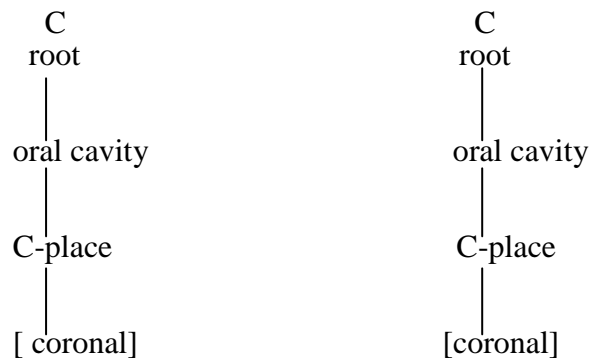 C C
root root
oral cavity oral cavity
C-place C-place
[ coronal] [coronal]